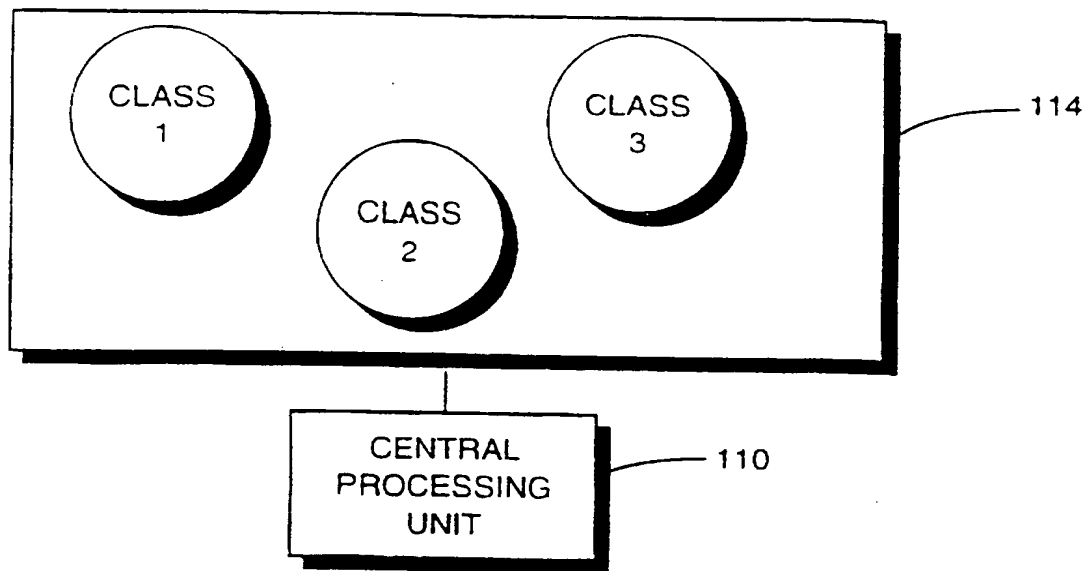 CLASS
1
CLASS
3
114
CLASS
2
CENTRAL
PROCESSING
UNIT
110